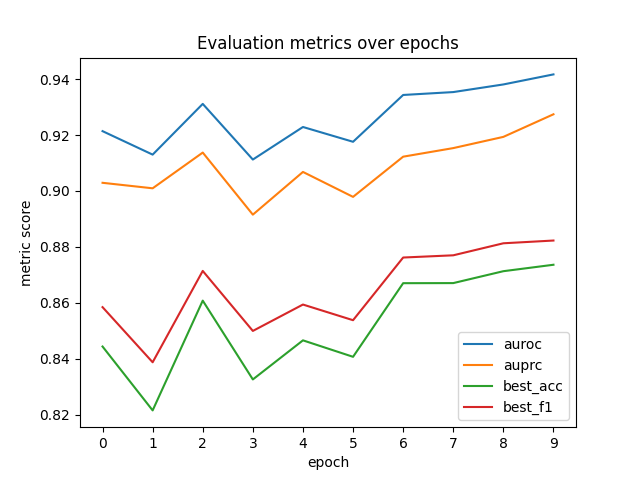 Evaluation metrics over epochs
metric score
0.94
0.92
0.90
0.88
0.86
0.84
0.82
auroc
auprc
best_acc
best_f1
0 1 2 3 4 5 6 7 8 9
epoch